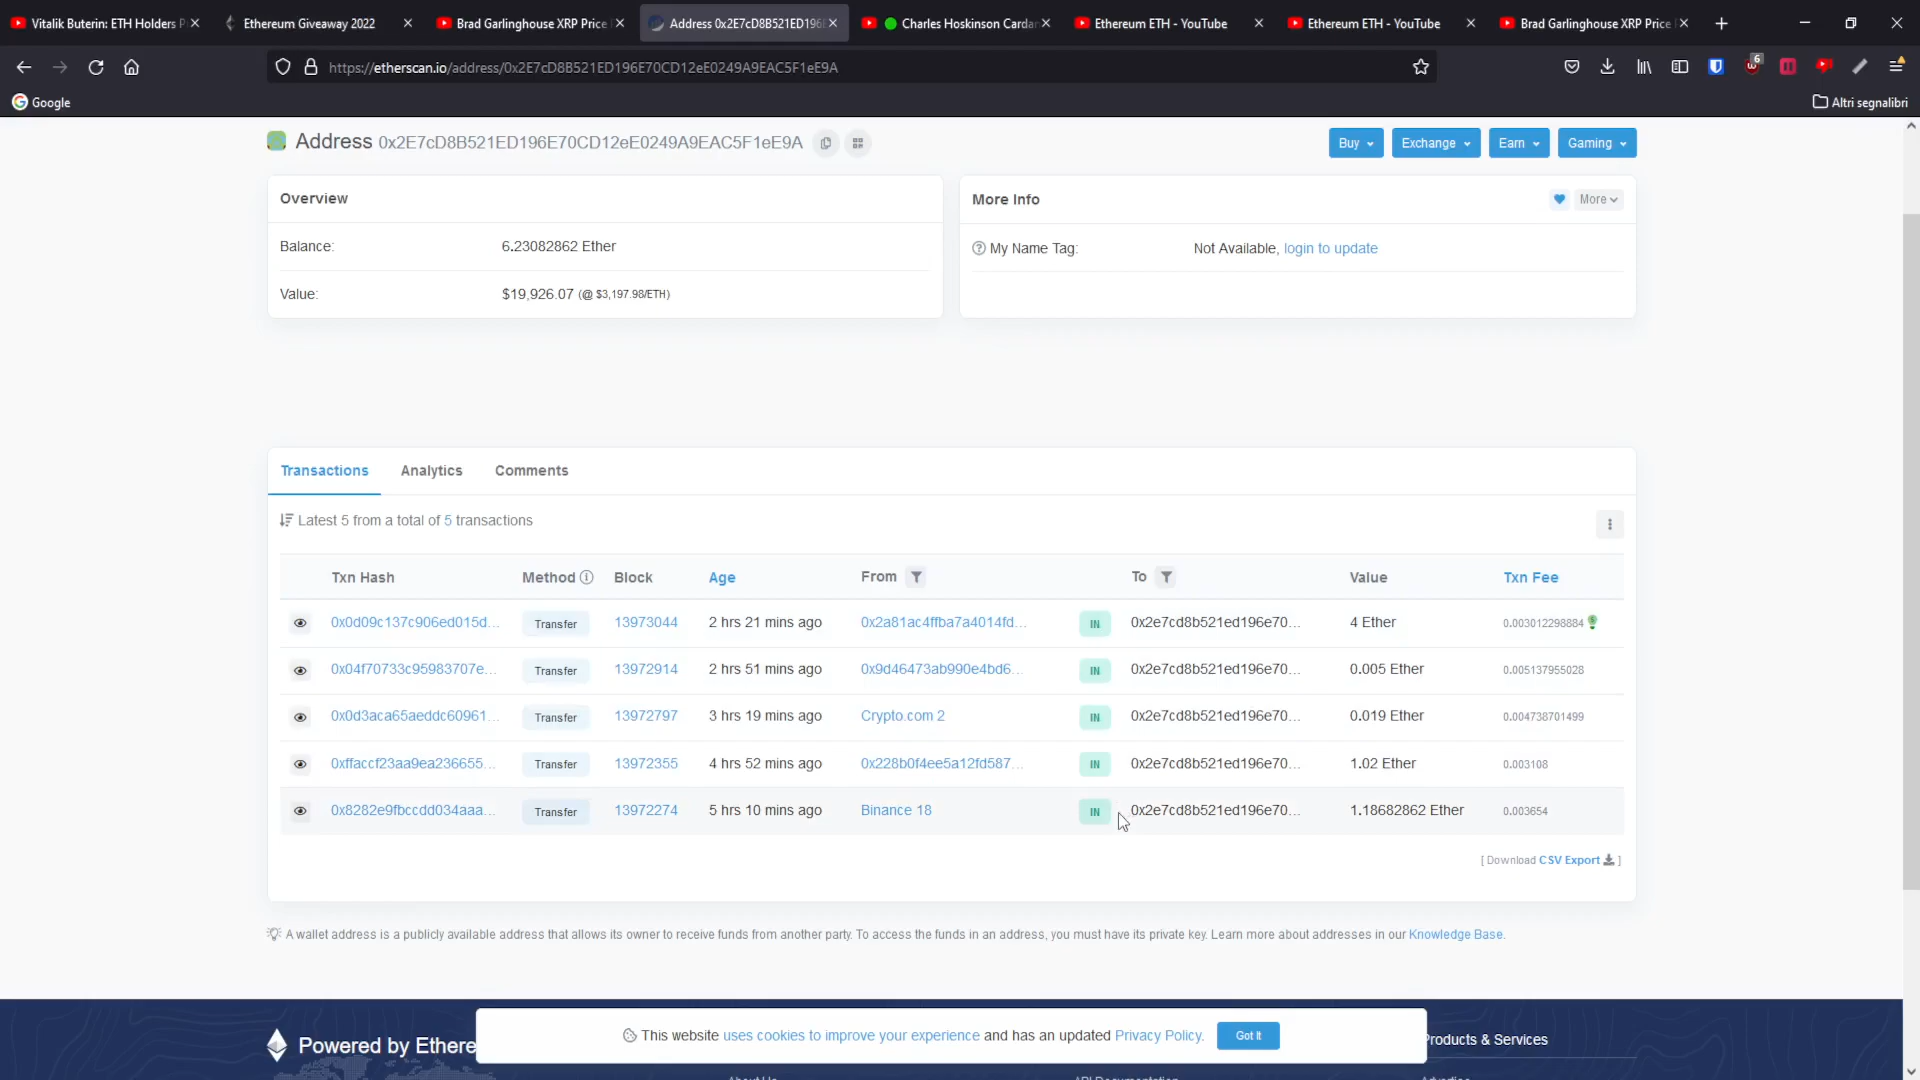 Vitalik Buterin: ETH Holders P
Ethereum Giveaway 2022
Brad Garlinghouse XRP Price
Address 0x2E7cD8B521ED196
Charles Hoskinson Carda
Ethereum ETH - YouTube
Ethereum ETH - YouTube
Brad Garlinghouse XRP Price
https://etherscan.io/address/0x2E7cD8B521ED196E70CD12eE0249A9EAC5F1eE9A
6
Google
Altri segnalibri
Address 0x2E7cD8B521ED196E70CD12eE0249A9EAC5F1eE9A
Buy
Exchange
Earn
Gaming
Overview
Balance: 6.23082862 Ether
Value: $19,926.07 (@ $3,197.98/ETH)
More Info
More
My Name Tag: Not Available, login to update
Transactions Analytics Comments
Latest 5 from a total of 5 transactions
Txn Hash Method Block Age From To Value Txn Fee
0x0d09c137c906ed015d... Transfer 13973044 2 hrs 21 mins ago 0x2a81ac4ffba7a4014fd... IN 0x2e7cd8b521ed196e70... 4 Ether 0.003012298884
0x04f70733c95983707e... Transfer 13972914 2 hrs 51 mins ago 0x9d46473ab990e4bd6... IN 0x2e7cd8b521ed196e70... 0.005 Ether 0.005137955028
0x0d3aca65aeddc60961... Transfer 13972797 3 hrs 19 mins ago Crypto.com 2 IN 0x2e7cd8b521ed196e70... 0.019 Ether 0.004738701499
0xffaccf23aa9ea236655... Transfer 13972355 4 hrs 52 mins ago 0x228b0f4ee5a12fd587... IN 0x2e7cd8b521ed196e70... 1.02 Ether 0.003108
0x8282e9fbccdd034aaa... Transfer 13972274 5 hrs 10 mins ago Binance 18 IN 0x2e7cd8b521ed196e70... 1.18682862 Ether 0.003654
[ Download CSV Export ]
A wallet address is a publicly available address that allows its owner to receive funds from another party. To access the funds in an address, you must have its private key. Learn more about addresses in our Knowledge Base.
Powered by Ethere
This website uses cookies to improve your experience and has an updated Privacy Policy.
Got It
Products & Services